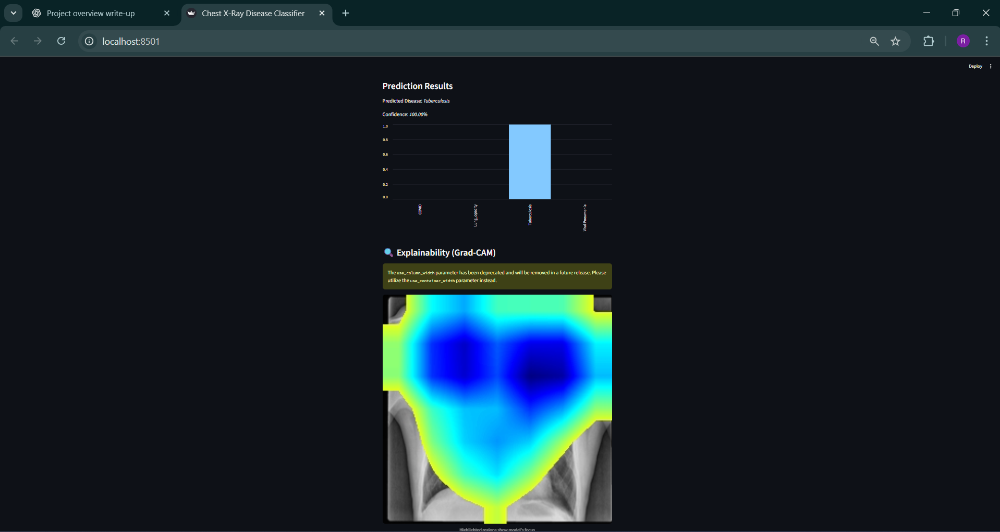 Project overview write-up
Chest X-Ray Disease Classifier
localhost:8501
R
Deploy
Prediction Results
Predicted Disease: Tuberculosis
Confidence: 100.00%
1.0
0.8
0.6
0.4
0.2
0.0
COVID
Lung_opacity
Tuberculosis
Viral Pneumonia
Explainability (Grad-CAM)
The use_column_width parameter has been deprecated and will be removed in a future release. Please
utilize the use_container_width parameter instead.
Highlighted regions show model's focus